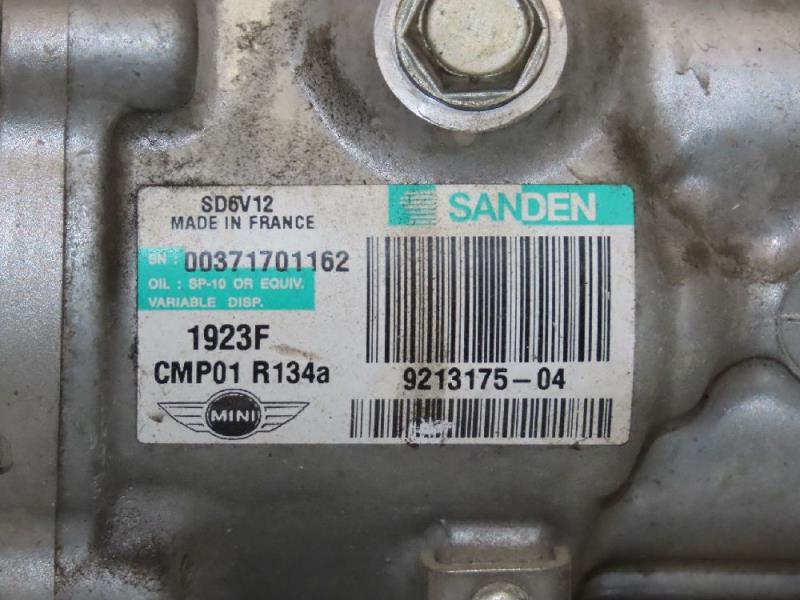 SD6V12
SANDEN
MADE IN FRANCE
SN : 00371701162
OIL : SP-10 OR EQUIV.
VARIABLE DISP.
1923F
CMP01 R134a
9213175-04
MINI